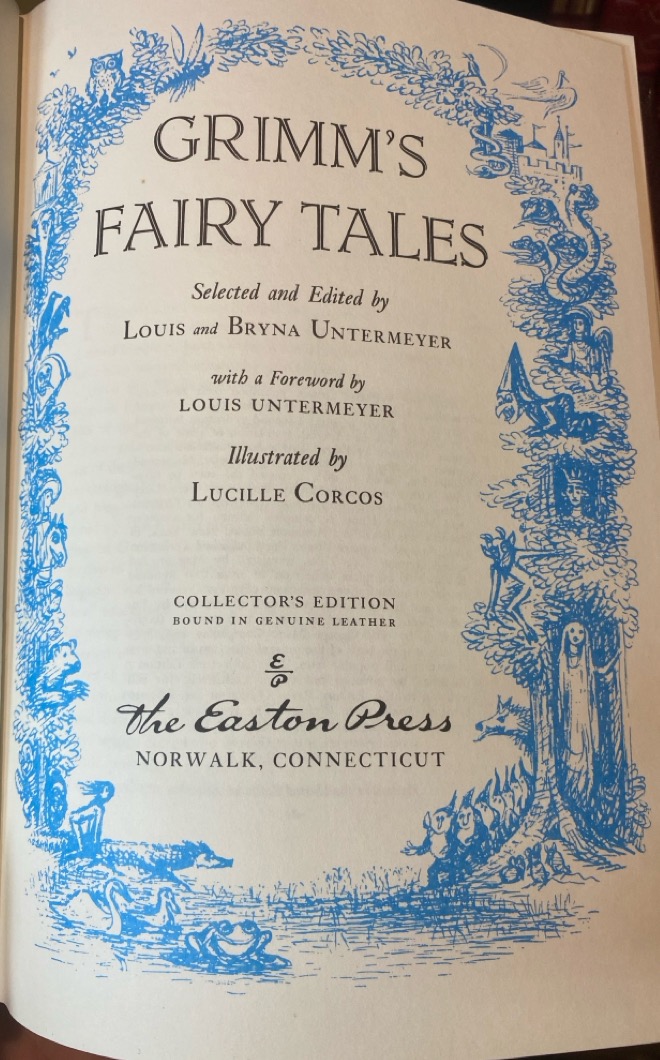 GRIMM'S
FAIRY TALES
Selected and Edited by
LOUIS and BRYNA UNTERMEYER
with a Foreword by
LOUIS UNTERMEYER
Illustrated by
LUCILLE CORCOS
COLLECTOR'S EDITION
BOUND IN GENUINE LEATHER
E
P
The Easton Press
NORWALK, CONNECTICUT